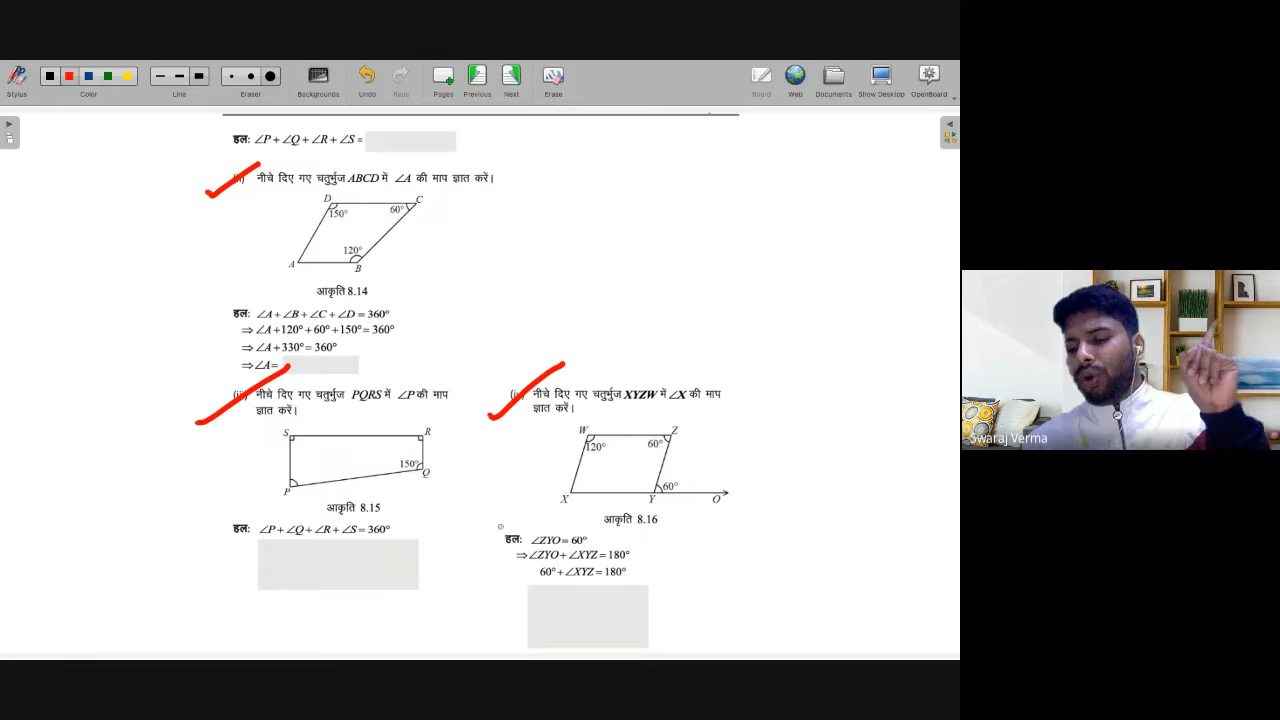 Stylus
Color
Line
Eraser
Backgrounds
Undo
Redo
Pages
Previous
Next
Erase
Board
Web
Documents
Show Desktop
OpenBoard
हल: ∠P + ∠Q + ∠R + ∠S =
नीचे दिए गए चतुर्भुज ABCD में ∠A की माप ज्ञात करें।
D
C
150°
60°
120°
A
B
आकृति 8.14
हल: ∠A + ∠B + ∠C + ∠D = 360°
⇒ ∠A + 120° + 60° + 150° = 360°
⇒ ∠A + 330° = 360°
⇒ ∠A =
(iii) नीचे दिए गए चतुर्भुज PQRS में ∠P की माप
ज्ञात करें।
S
R
150°
Q
P
आकृति 8.15
हल: ∠P + ∠Q + ∠R + ∠S = 360°
(iv) नीचे दिए गए चतुर्भुज XYZW में ∠X की माप
ज्ञात करें।
W
Z
120°
60°
60°
X
Y
O
आकृति 8.16
हल: ∠ZYO = 60°
⇒ ∠ZYO + ∠XYZ = 180°
60° + ∠XYZ = 180°
Swaraj Verma